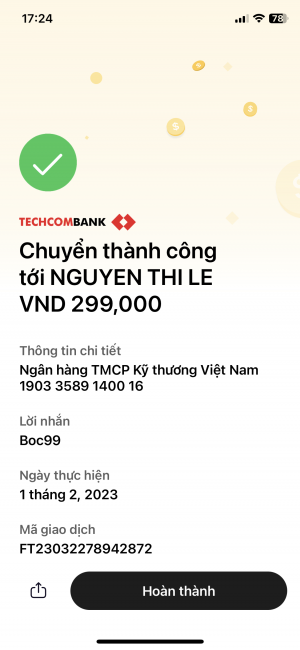 17:24
78
TECHCOMBANK
Chuyển thành công
tới NGUYEN THI LE
VND 299,000
Thông tin chi tiết
Ngân hàng TMCP Kỹ thương Việt Nam
1903 3589 1400 16
Lời nhắn
Boc99
Ngày thực hiện
1 tháng 2, 2023
Mã giao dịch
FT23032278942872
Hoàn thành